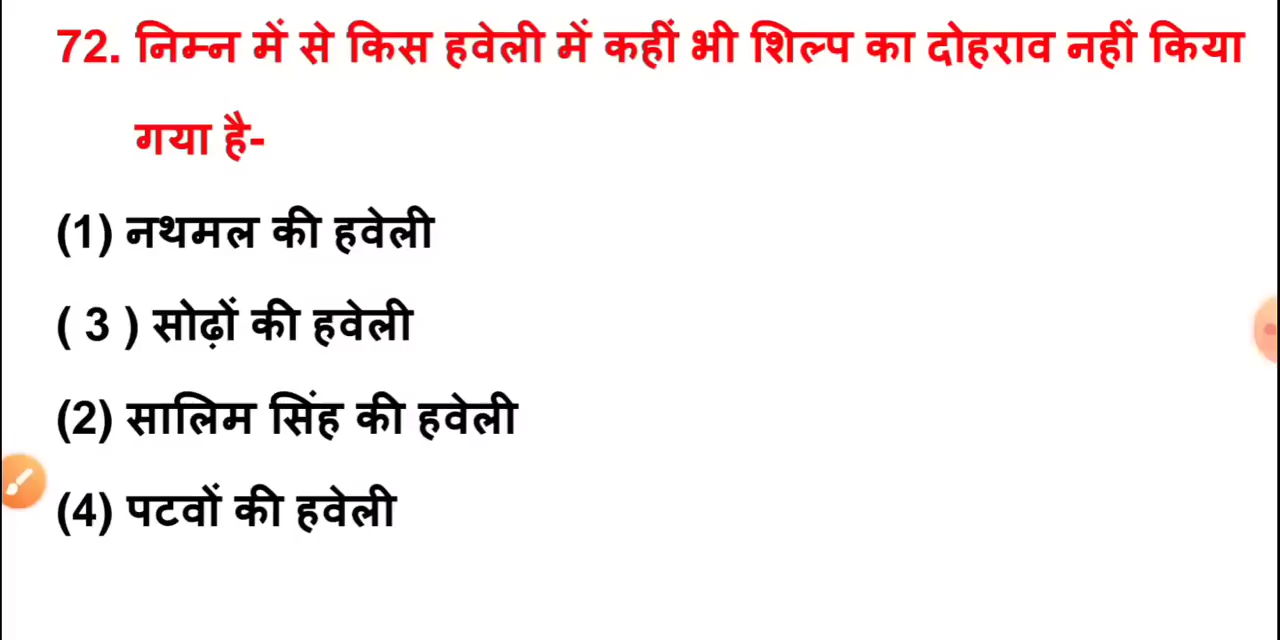 72. निम्न में से किस हवेली में कहीं भी शिल्प का दोहराव नहीं किया
गया है-
(1) नथमल की हवेली
( 3 ) सोढ़ों की हवेली
(2) सालिम सिंह की हवेली
(4) पटवों की हवेली